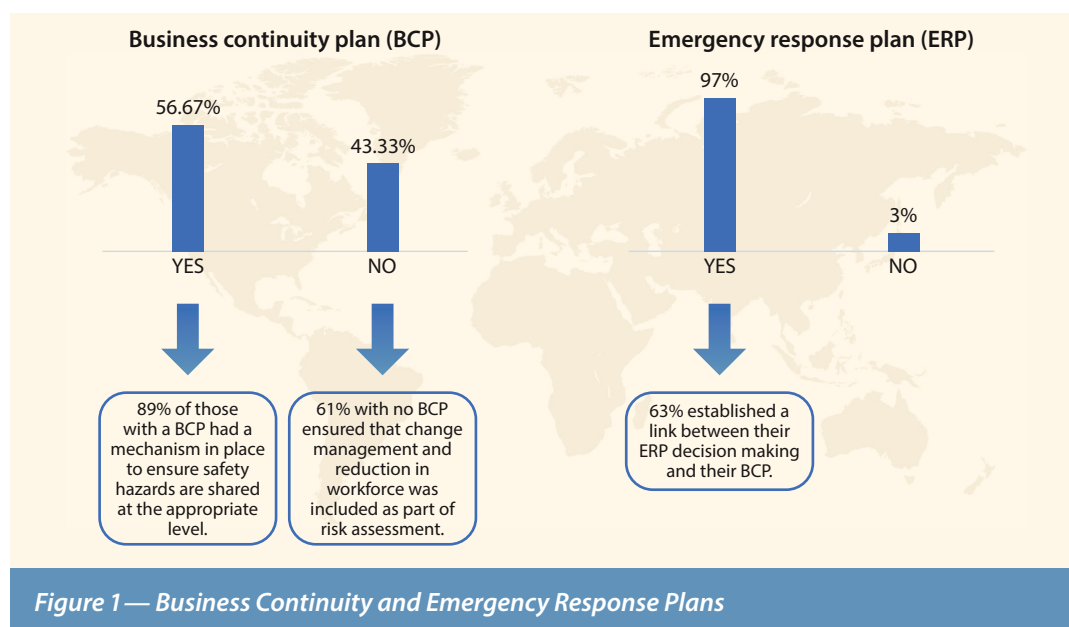 Business continuity plan (BCP)
56.67%
43.33%
YES
NO
89% of those
with a BCP had a
mechanism in place
to ensure safety
hazards are shared
at the appropriate
level.
61% with no BCP
ensured that change
management and
reduction in
workforce was
included as part of
risk assessment.
Emergency response plan (ERP)
97%
3%
YES
NO
63% established a
link between their
ERP decision making
and their BCP.
Figure 1— Business Continuity and Emergency Response Plans